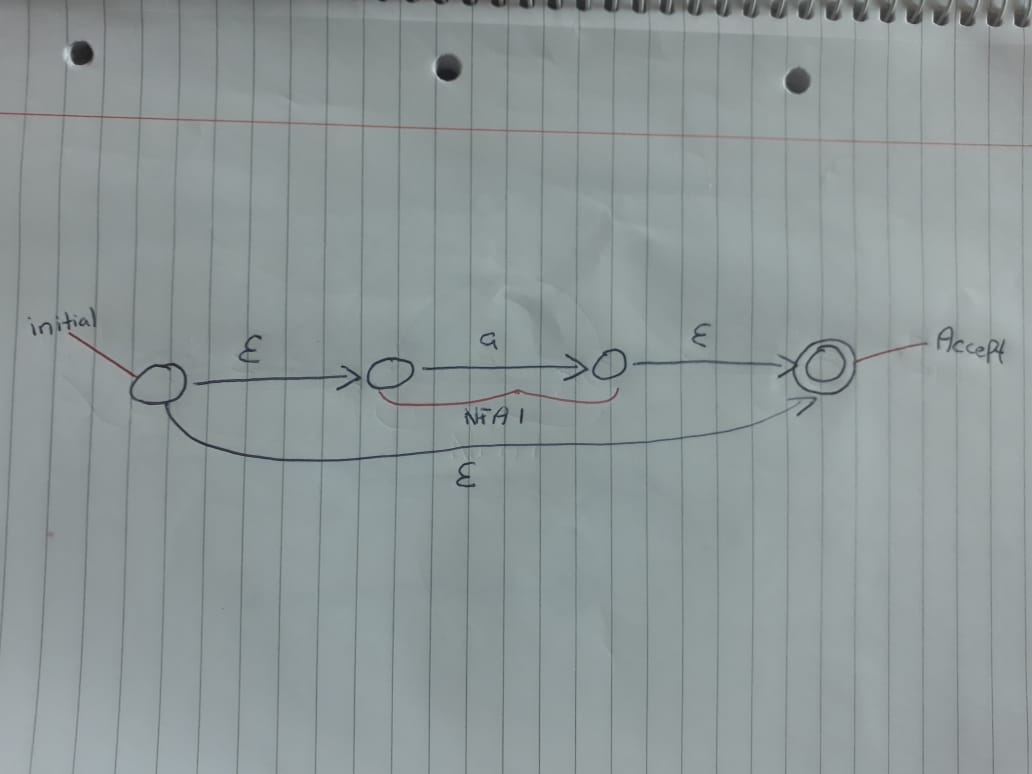 initial
ε
a
ε
Accept
NFA 1
ε